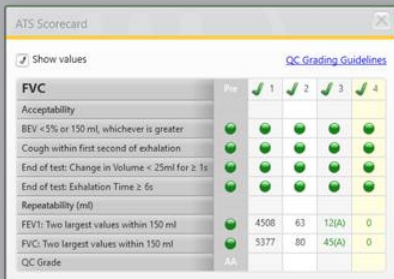 ATS Scorecard
Show values QC Grading Guidelines
FVC Pre 1 2 3 4
Acceptability
BEV <5% or 150 ml, whichever is greater
Cough within first second of exhalation
End of test: Change in Volume < 25ml for ≥ 1s
End of test: Exhalation Time ≥ 6s
Repeatability (ml)
FEV1: Two largest values within 150 ml 4508 63 12(A) 0
FVC: Two largest values within 150 ml 5377 80 45(A) 0
QC Grade AA